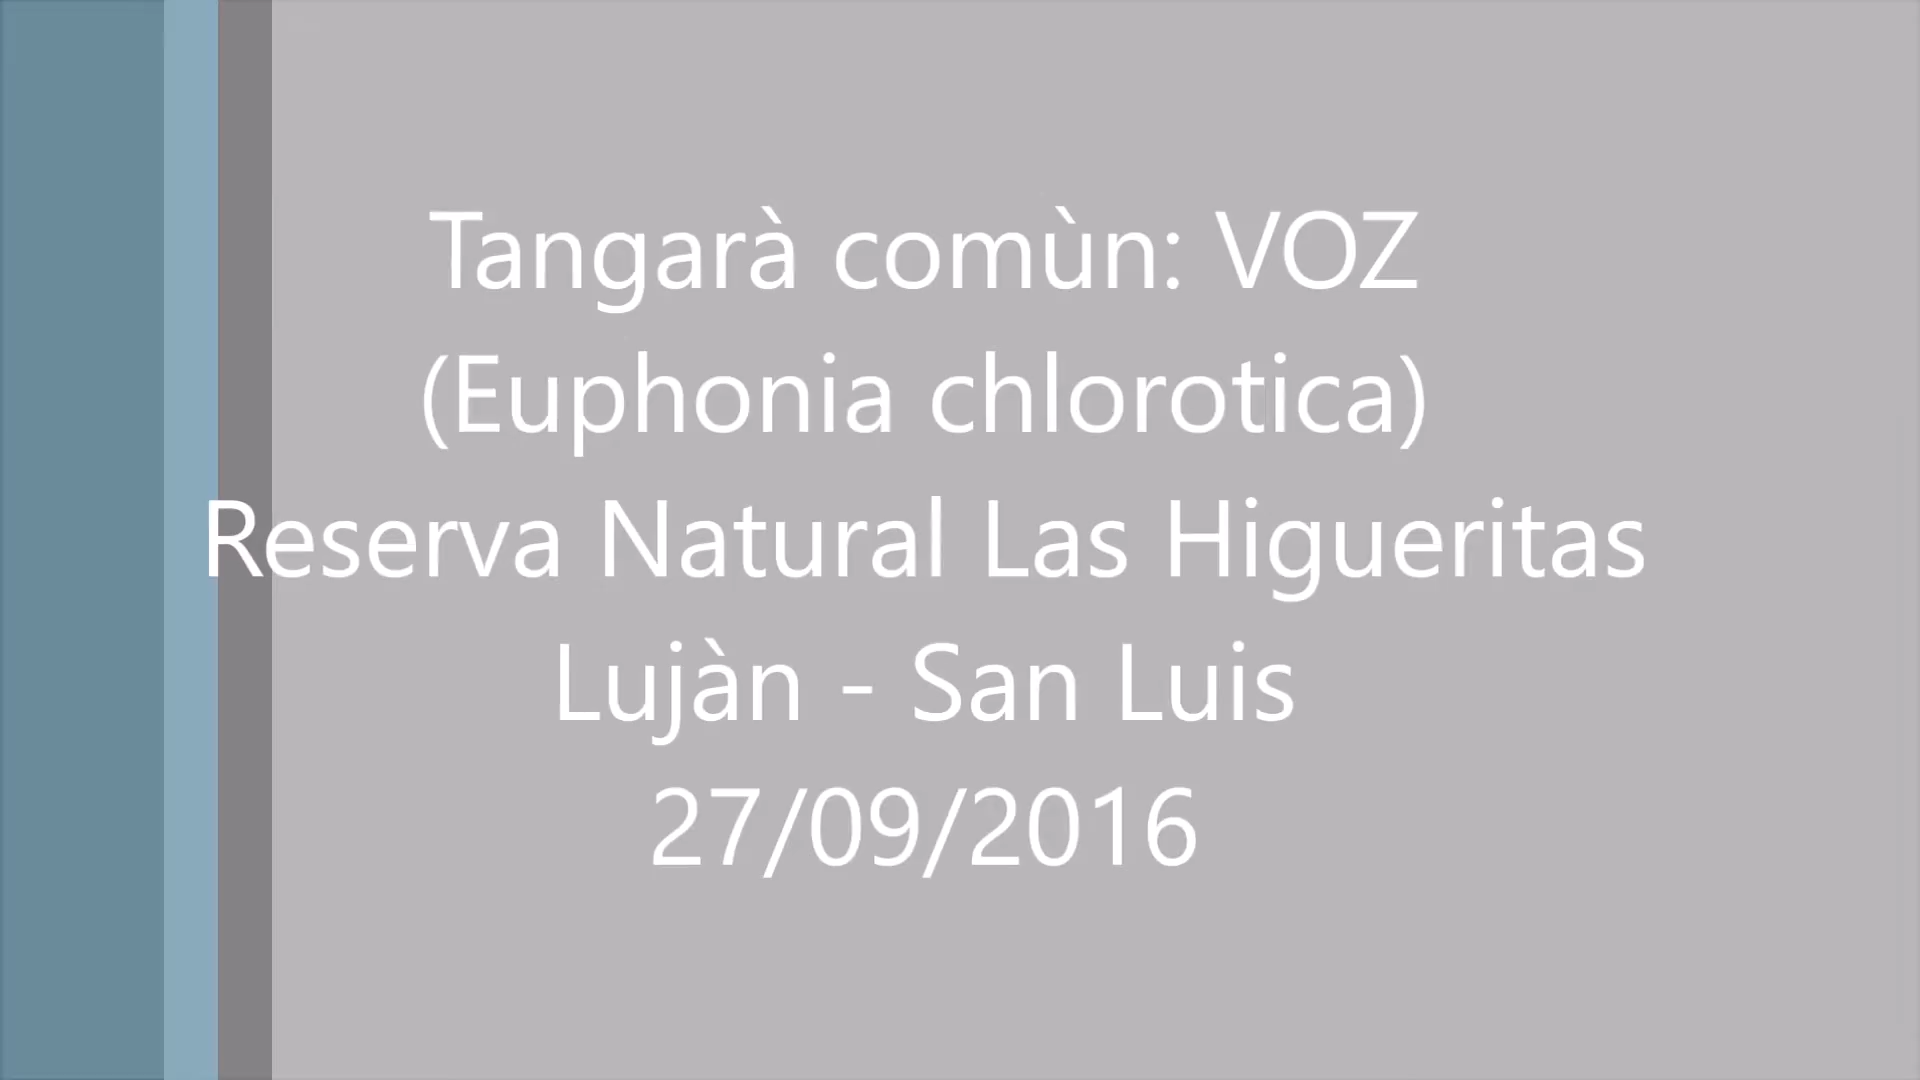 Tangarà comùn: VOZ
(Euphonia chlorotica)
Reserva Natural Las Higueritas
Lujàn - San Luis
27/09/2016